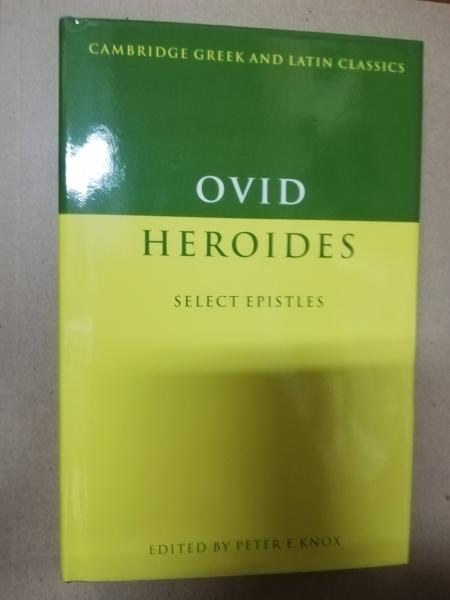 CAMBRIDGE GREEK AND LATIN CLASSICS
OVID
HEROIDES
SELECT EPISTLES
EDITED BY PETER E. KNOX